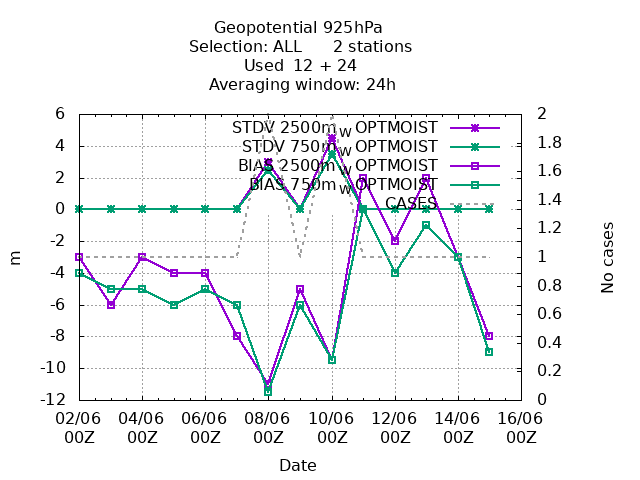 Geopotential 925hPa
Selection: ALL      2 stations
Used  12 + 24
Averaging window: 24h
6
4
2
0
-2
-4
-6
-8
-10
-12
m
STDV 2500m_W OPTMOIST
STDV 750m_W OPTMOIST
BIAS 2500m_W OPTMOIST
BIAS 750m_W OPTMOIST
CASES
2
1.8
1.6
1.4
1.2
1
0.8
0.6
0.4
0.2
0
No cases
02/06 04/06 06/06 08/06 10/06 12/06 14/06 16/06
00Z 00Z 00Z 00Z 00Z 00Z 00Z 00Z
Date